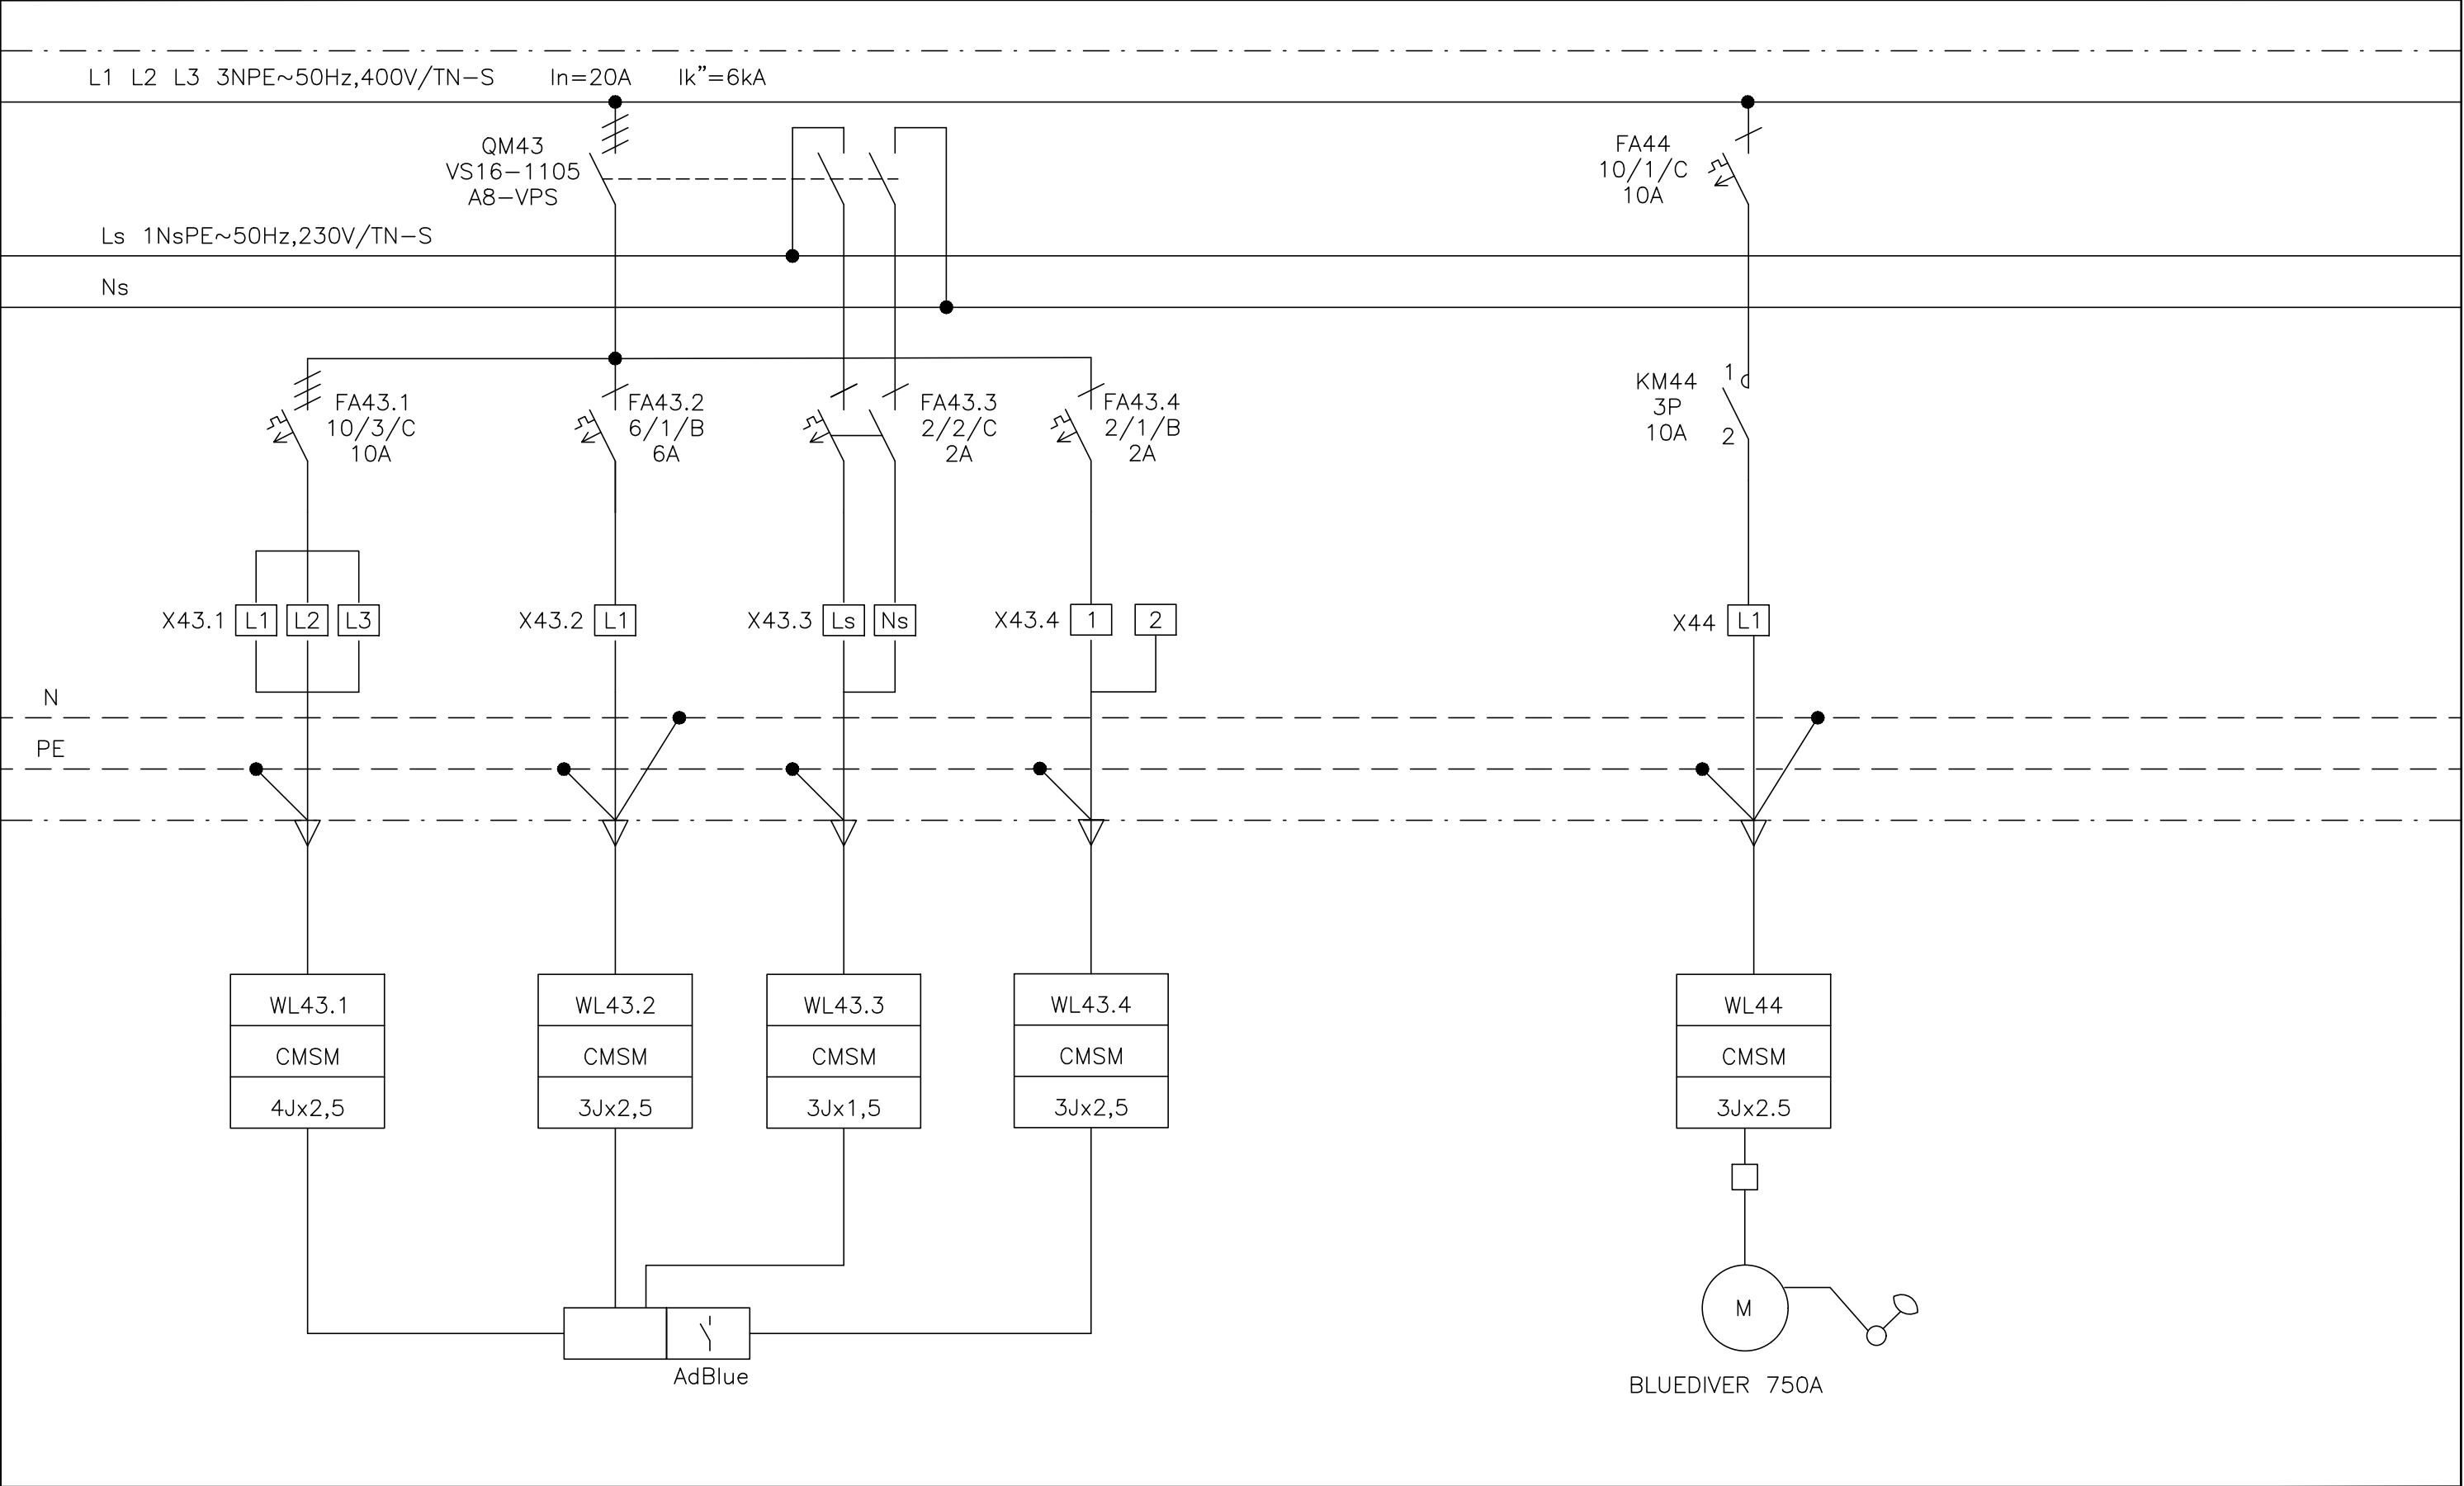 L1 L2 L3 3NPE~50Hz,400V/TN-S In=20A Ik"=6kA
QM43
VS16-1105
A8-VPS
FA44
10/1/C
10A
Ls 1NsPE~50Hz,230V/TN-S
Ns
FA43.1
10/3/C
10A
FA43.2
6/1/B
6A
FA43.3
2/2/C
2A
FA43.4
2/1/B
2A
KM44
3P
10A
1
2
X43.1 L1 L2 L3
X43.2 L1
X43.3 Ls Ns
X43.4 1 2
X44 L1
N
PE
WL43.1
CMSM
4Jx2,5
WL43.2
CMSM
3Jx2,5
WL43.3
CMSM
3Jx1,5
WL43.4
CMSM
3Jx2,5
WL44
CMSM
3Jx2.5
M
AdBlue
BLUEDIVER 750A